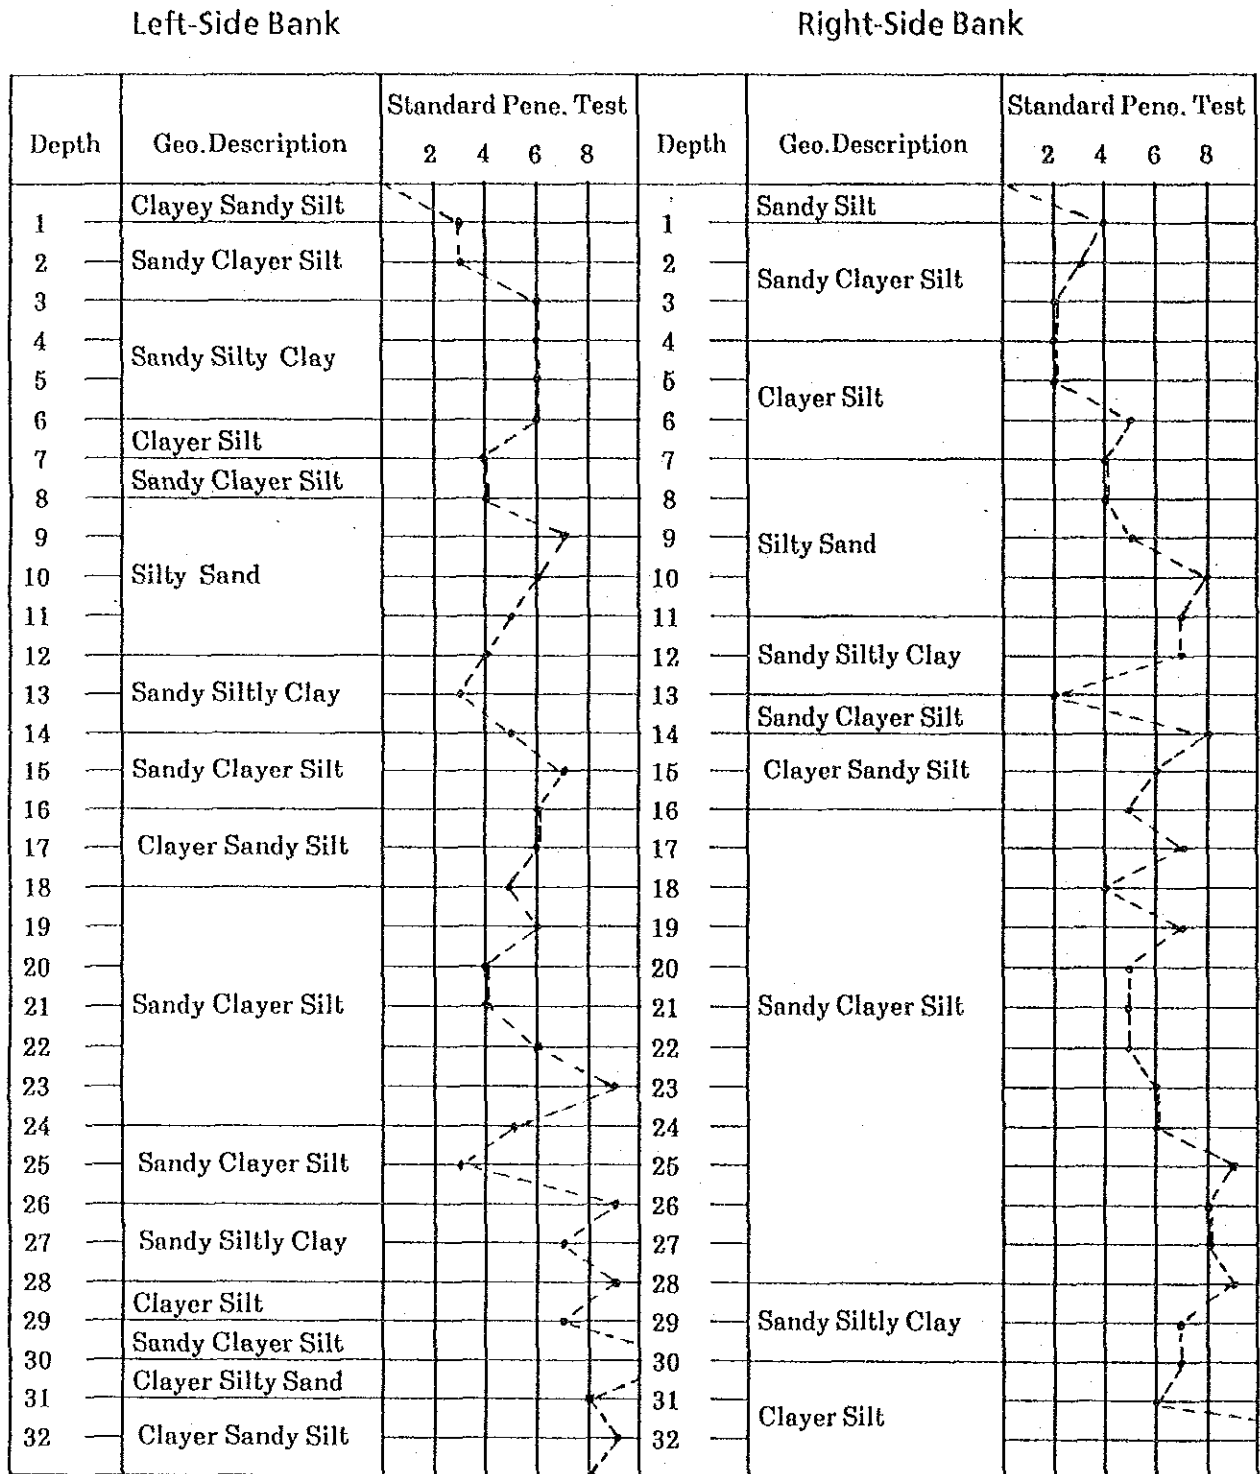 Left-Side Bank
Right-Side Bank
Standard Pene. Test
Standard Pene. Test
Depth Geo.Description 2 4 6 8
Depth Geo.Description 2 4 6 8
Clayey Sandy Silt
1
Sandy Clayer Silt
2
3
4
Sandy Silty Clay
5
6
Clayer Silt
7
Sandy Clayer Silt
8
9
Silty Sand
10
11
12
Sandy Siltly Clay
13
14
Sandy Clayer Silt
15
16
Clayer Sandy Silt
17
18
19
20
Sandy Clayer Silt
21
22
23
24
Sandy Clayer Silt
25
26
Sandy Siltly Clay
27
28
Clayer Silt
29
Sandy Clayer Silt
30
Clayer Silty Sand
31
Clayer Sandy Silt
32
Sandy Silt
1
2
Sandy Clayer Silt
3
4
5
Clayer Silt
6
7
8
Silty Sand
9
10
11
Sandy Siltly Clay
12
13
Sandy Clayer Silt
14
Clayer Sandy Silt
15
16
17
18
19
20
Sandy Clayer Silt
21
22
23
24
25
26
27
28
Sandy Siltly Clay
29
30
31
Clayer Silt
32